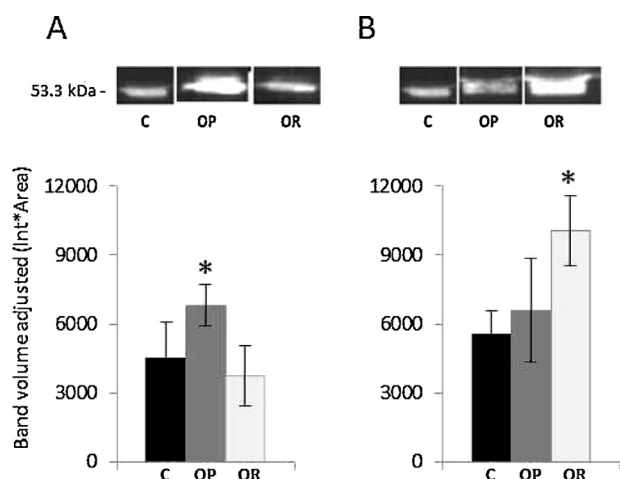 A
B
53.3 kDa -
C OP OR
C OP OR
Band volume adjusted (Int*Area)
12000
9000
6000
3000
0
*
C OP OR
12000
9000
6000
3000
0
*
C OP OR